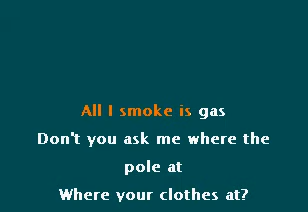 All I smoke is gas
Don't you ask me where the
pole at
Where your clothes at?